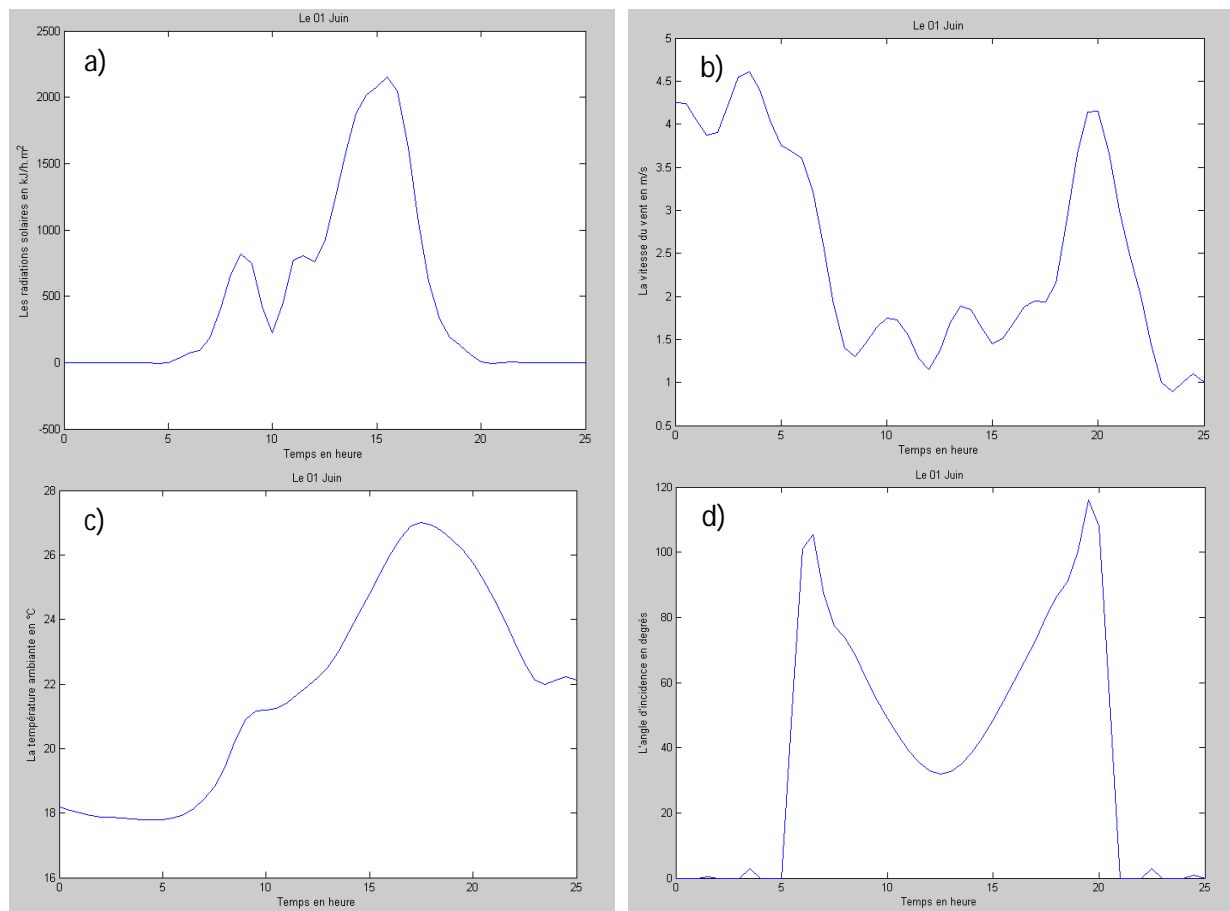 Le 01 Juin
a)
Les radiations solaires en kJ/h.m²
2500
2000
1500
1000
500
0
-500
0 5 10 15 20 25
Temps en heure
Le 01 Juin
b)
La vitesse du vent en m/s
5
4.5
4
3.5
3
2.5
2
1.5
1
0.5
0 5 10 15 20 25
Temps en heure
Le 01 Juin
c)
La température ambiante en °C
28
26
24
22
20
18
16
0 5 10 15 20 25
Temps en heure
Le 01 Juin
d)
L'angle d'incidence en degrés
120
100
80
60
40
20
0
0 5 10 15 20 25
Temps en heure